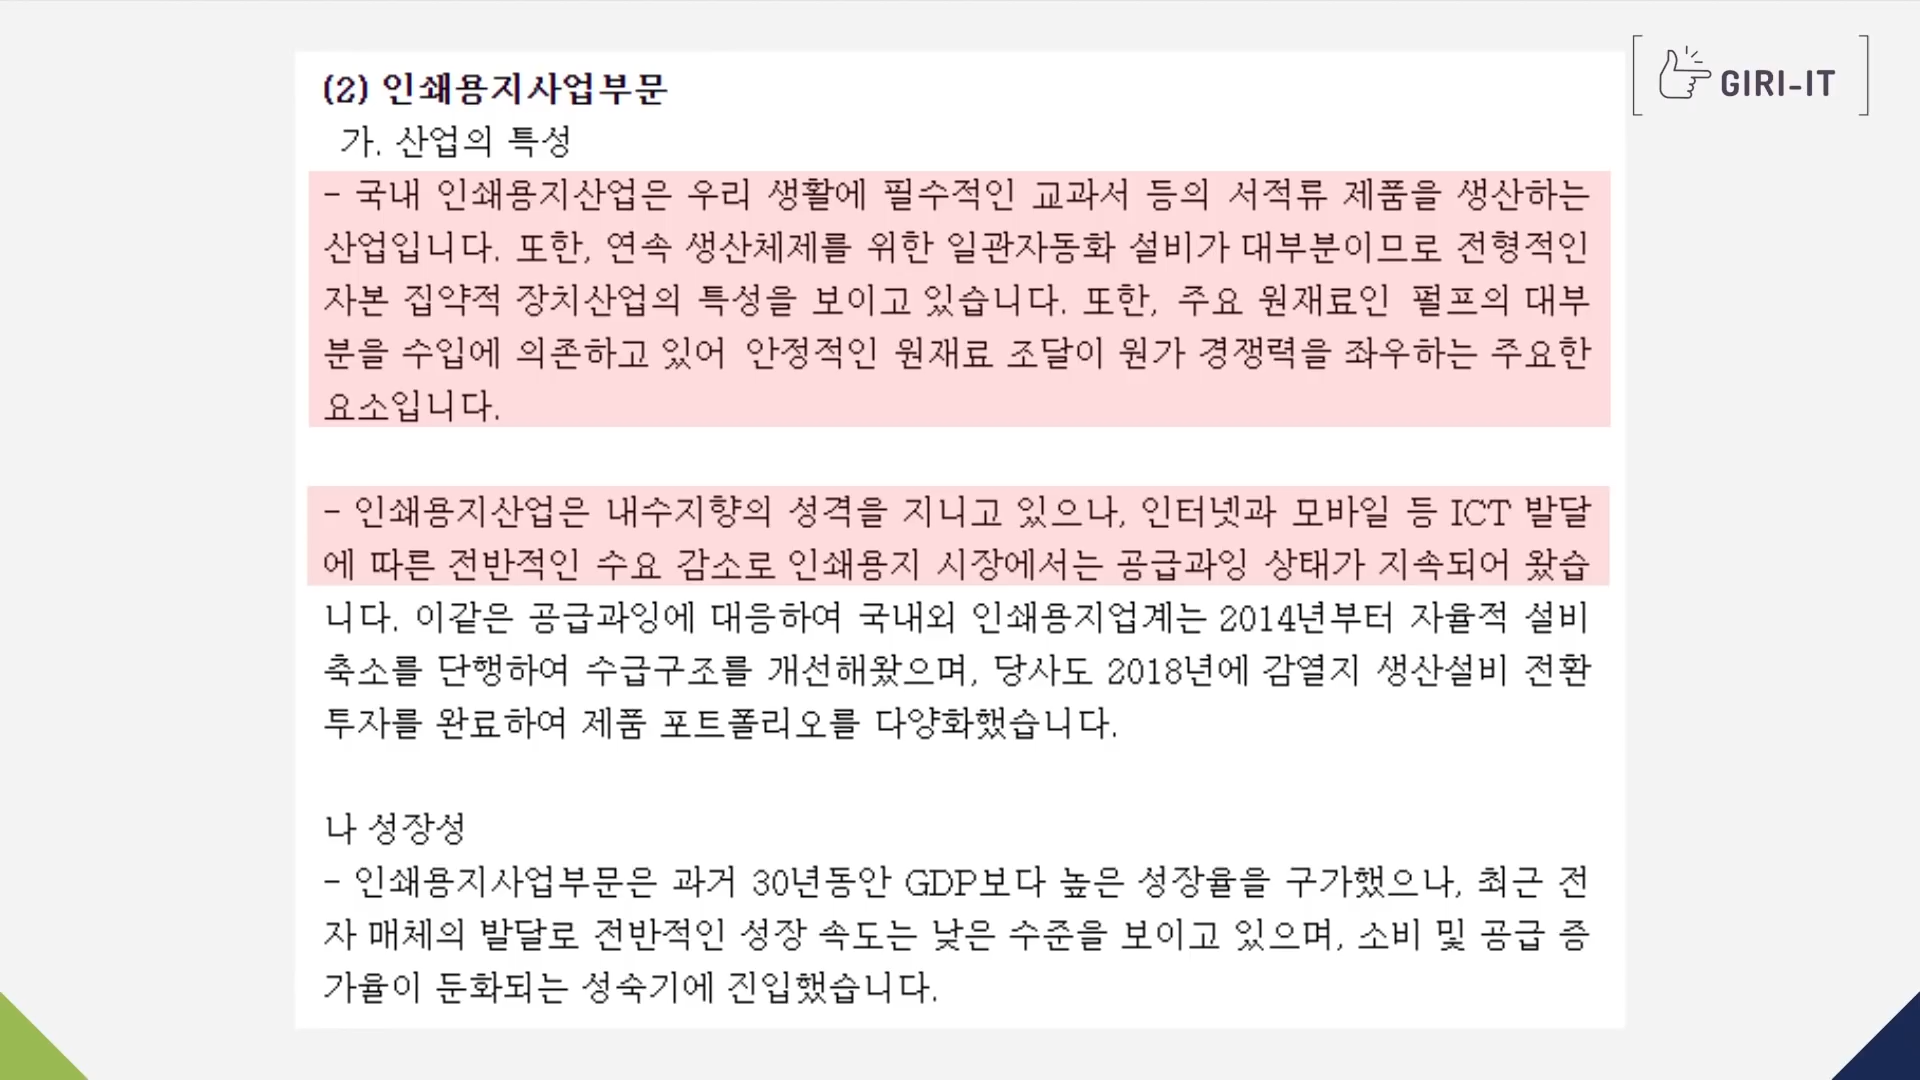 GIRI-IT
(2) 인쇄용지사업부문
가. 산업의 특성
- 국내 인쇄용지산업은 우리 생활에 필수적인 교과서 등의 서적류 제품을 생산하는
산업입니다. 또한, 연속 생산체제를 위한 일관자동화 설비가 대부분이므로 전형적인
자본 집약적 장치산업의 특성을 보이고 있습니다. 또한, 주요 원재료인 펄프의 대부
분을 수입에 의존하고 있어 안정적인 원재료 조달이 원가 경쟁력을 좌우하는 주요한
요소입니다.
- 인쇄용지산업은 내수지향의 성격을 지니고 있으나, 인터넷과 모바일 등 ICT 발달
에 따른 전반적인 수요 감소로 인쇄용지 시장에서는 공급과잉 상태가 지속되어 왔습
니다. 이같은 공급과잉에 대응하여 국내외 인쇄용지업계는 2014년부터 자율적 설비
축소를 단행하여 수급구조를 개선해왔으며, 당사도 2018년에 감열지 생산설비 전환
투자를 완료하여 제품 포트폴리오를 다양화했습니다.
나 성장성
- 인쇄용지사업부문은 과거 30년동안 GDP보다 높은 성장율을 구가했으나, 최근 전
자 매체의 발달로 전반적인 성장 속도는 낮은 수준을 보이고 있으며, 소비 및 공급 증
가율이 둔화되는 성숙기에 진입했습니다.